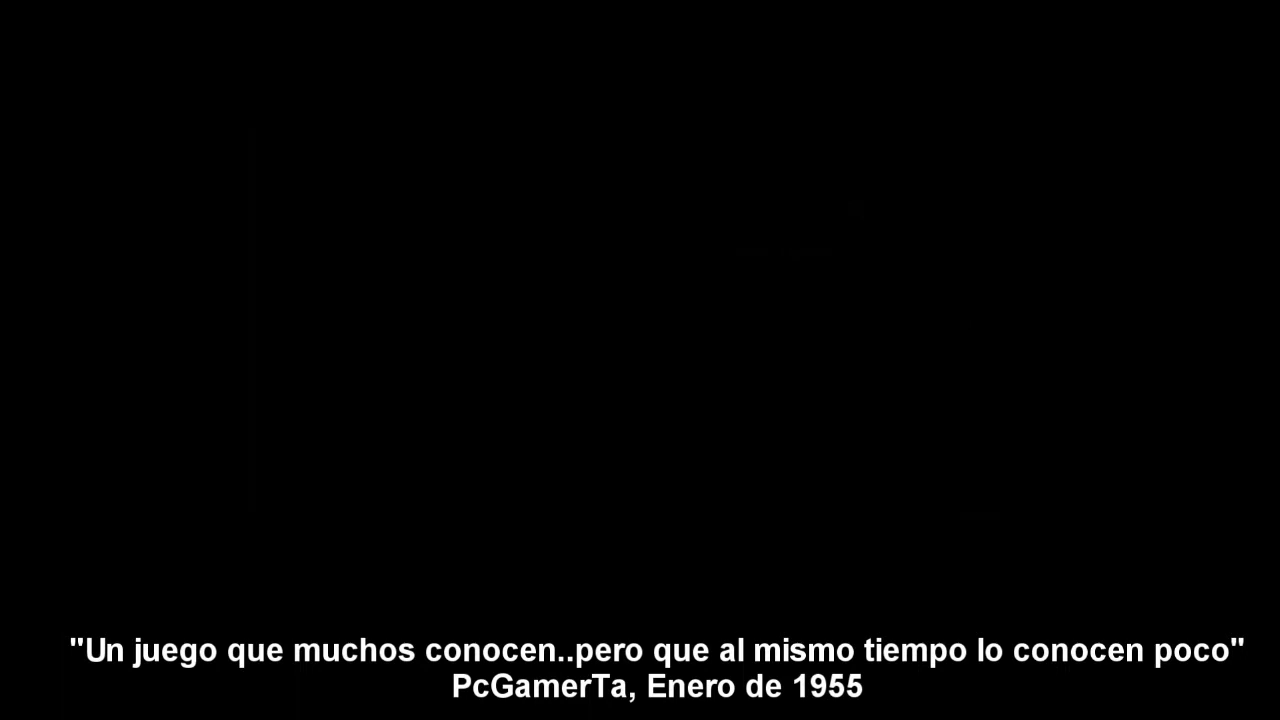 "Un juego que muchos conocen..pero que al mismo tiempo lo conocen poco"
PcGamerTa, Enero de 1955